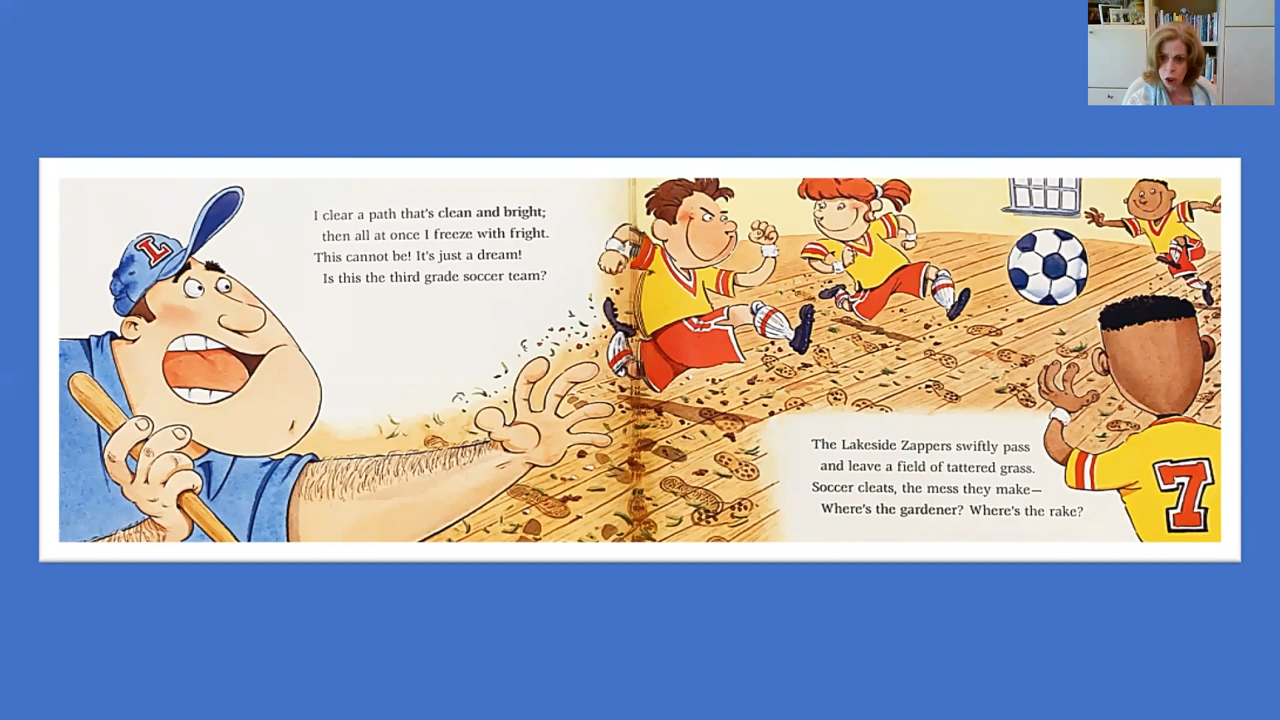 I clear a path that's clean and bright;
then all at once I freeze with fright.
This cannot be! It's just a dream!
Is this the third grade soccer team?
L
The Lakeside Zappers swiftly pass
and leave a field of tattered grass.
Soccer cleats, the mess they make—
Where's the gardener? Where's the rake?
7